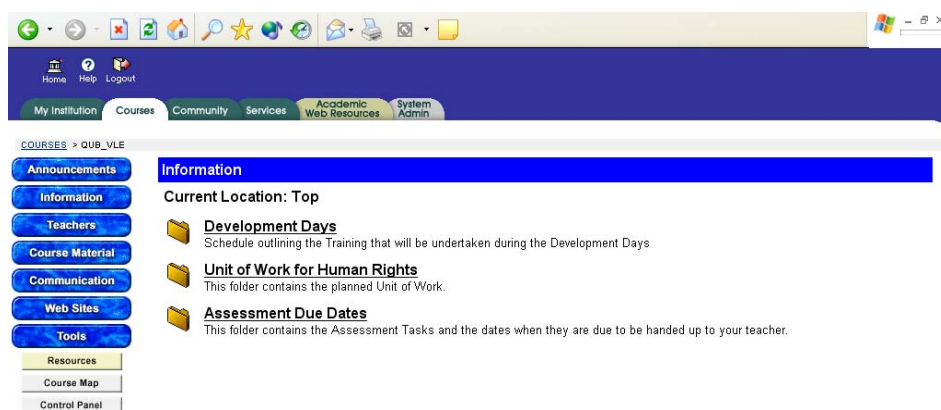 Home Help Logout
My Institution Courses Community Services Academic Web Resources System Admin
COURSES > QUB_VLE
Announcements
Information
Teachers
Course Material
Communication
Web Sites
Tools
Resources
Course Map
Control Panel
Information
Current Location: Top
Development Days
Schedule outlining the Training that will be undertaken during the Development Days
Unit of Work for Human Rights
This folder contains the planned Unit of Work.
Assessment Due Dates
This folder contains the Assessment Tasks and the dates when they are due to be handed up to your teacher.